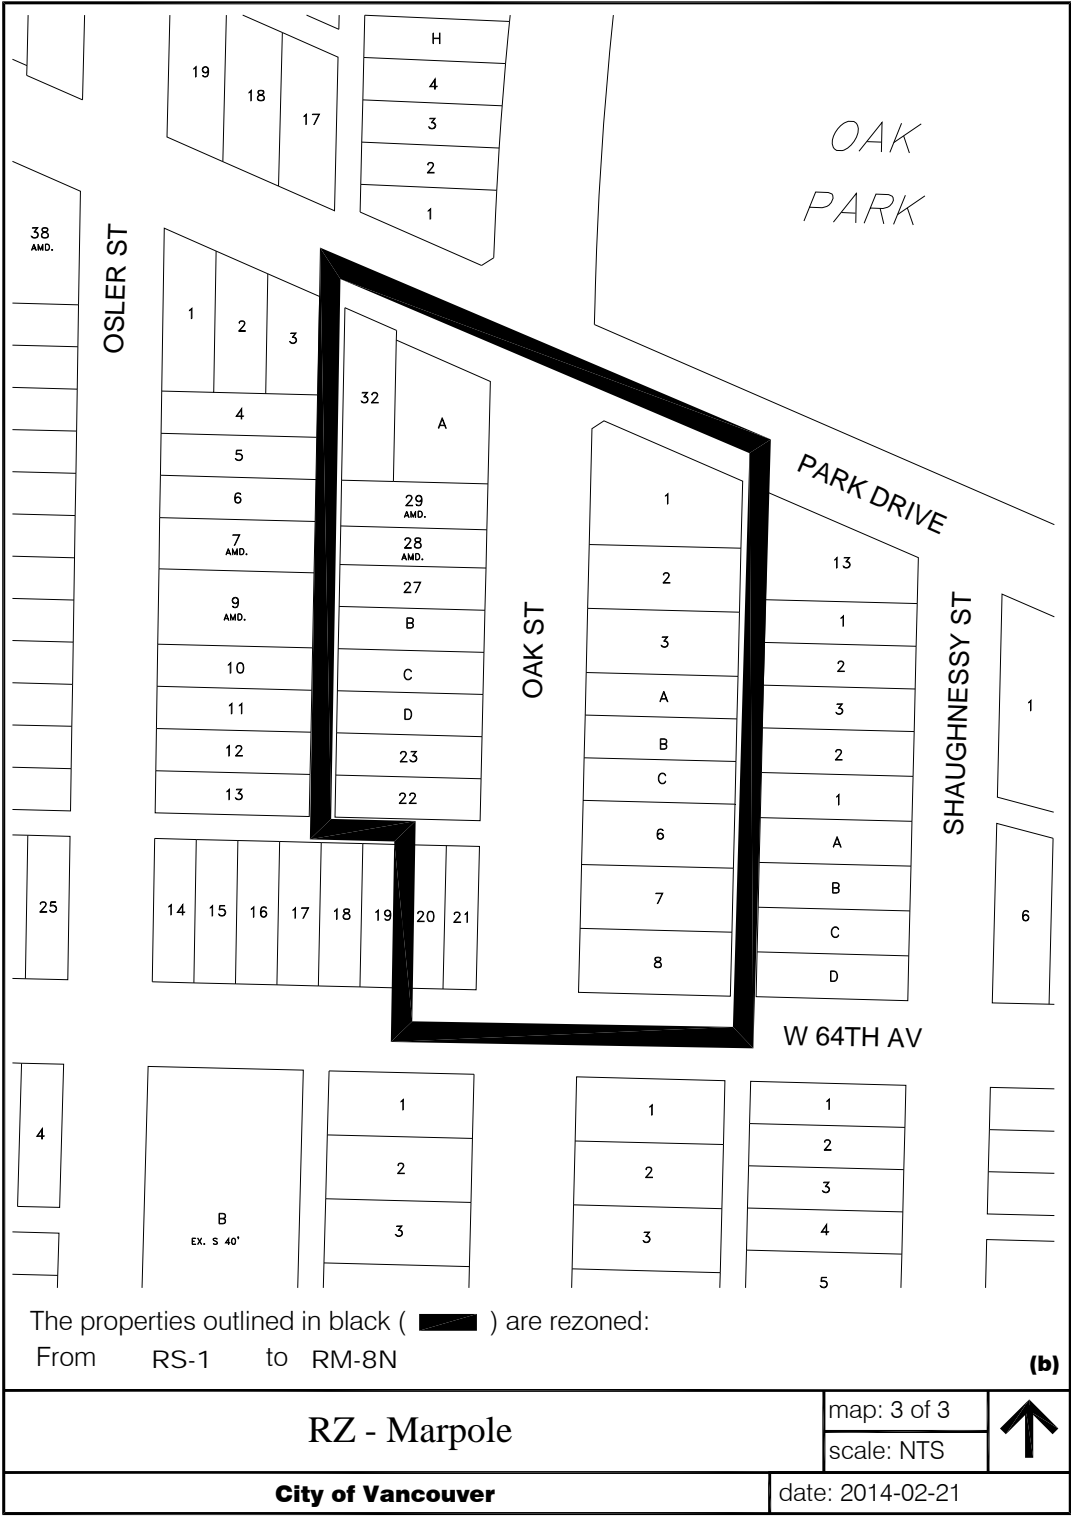 H
19
4
18
17
3
OAK
2
PARK
1
38
AMD.
OSLER ST
1
2
3
32
4
A
5
PARK DRIVE
6
29
AMD.
1
7
AMD.
28
AMD.
13
27
2
9
AMD.
B
1
OAK ST
3
SHAUGHNESSY ST
10
C
2
A
1
11
D
3
B
12
23
2
C
13
22
1
6
A
25
14
15
16
17
18
19
20
21
7
B
6
C
8
D
W 64TH AV
4
1
1
1
2
2
2
3
B
EX. S 40'
3
3
4
5
The properties outlined in black ( ) are rezoned:
From RS-1 to RM-8N
(b)
RZ - Marpole
map: 3 of 3
scale: NTS
City of Vancouver
date: 2014-02-21